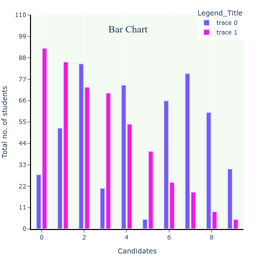 Bar Chart
Legend_Title
trace 0
trace 1
Total no. of students
110
99
88
77
66
55
44
33
22
11
0
0
2
4
6
8
Candidates